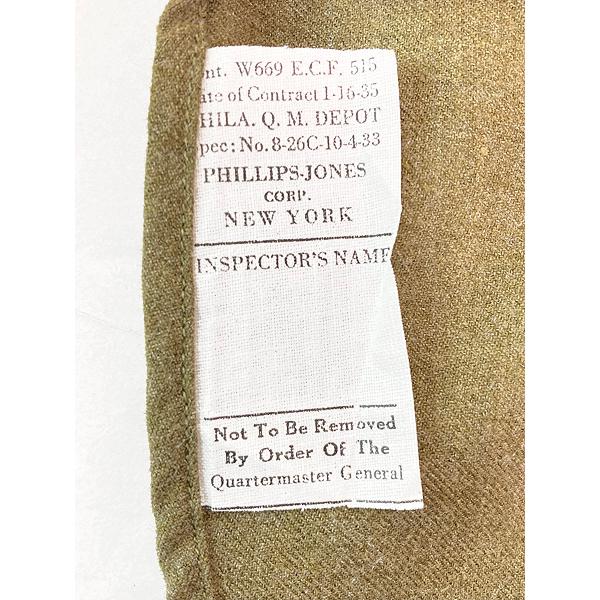 nt. W669 E.C.F. 515
ate of Contract 1-16-35
HILA. Q. M. DEPOT
pec: No. 8-26C-10-4-33
PHILLIPS-JONES
CORP.
NEW YORK
INSPECTOR'S NAME
Not To Be Removed
By Order Of The
Quartermaster General